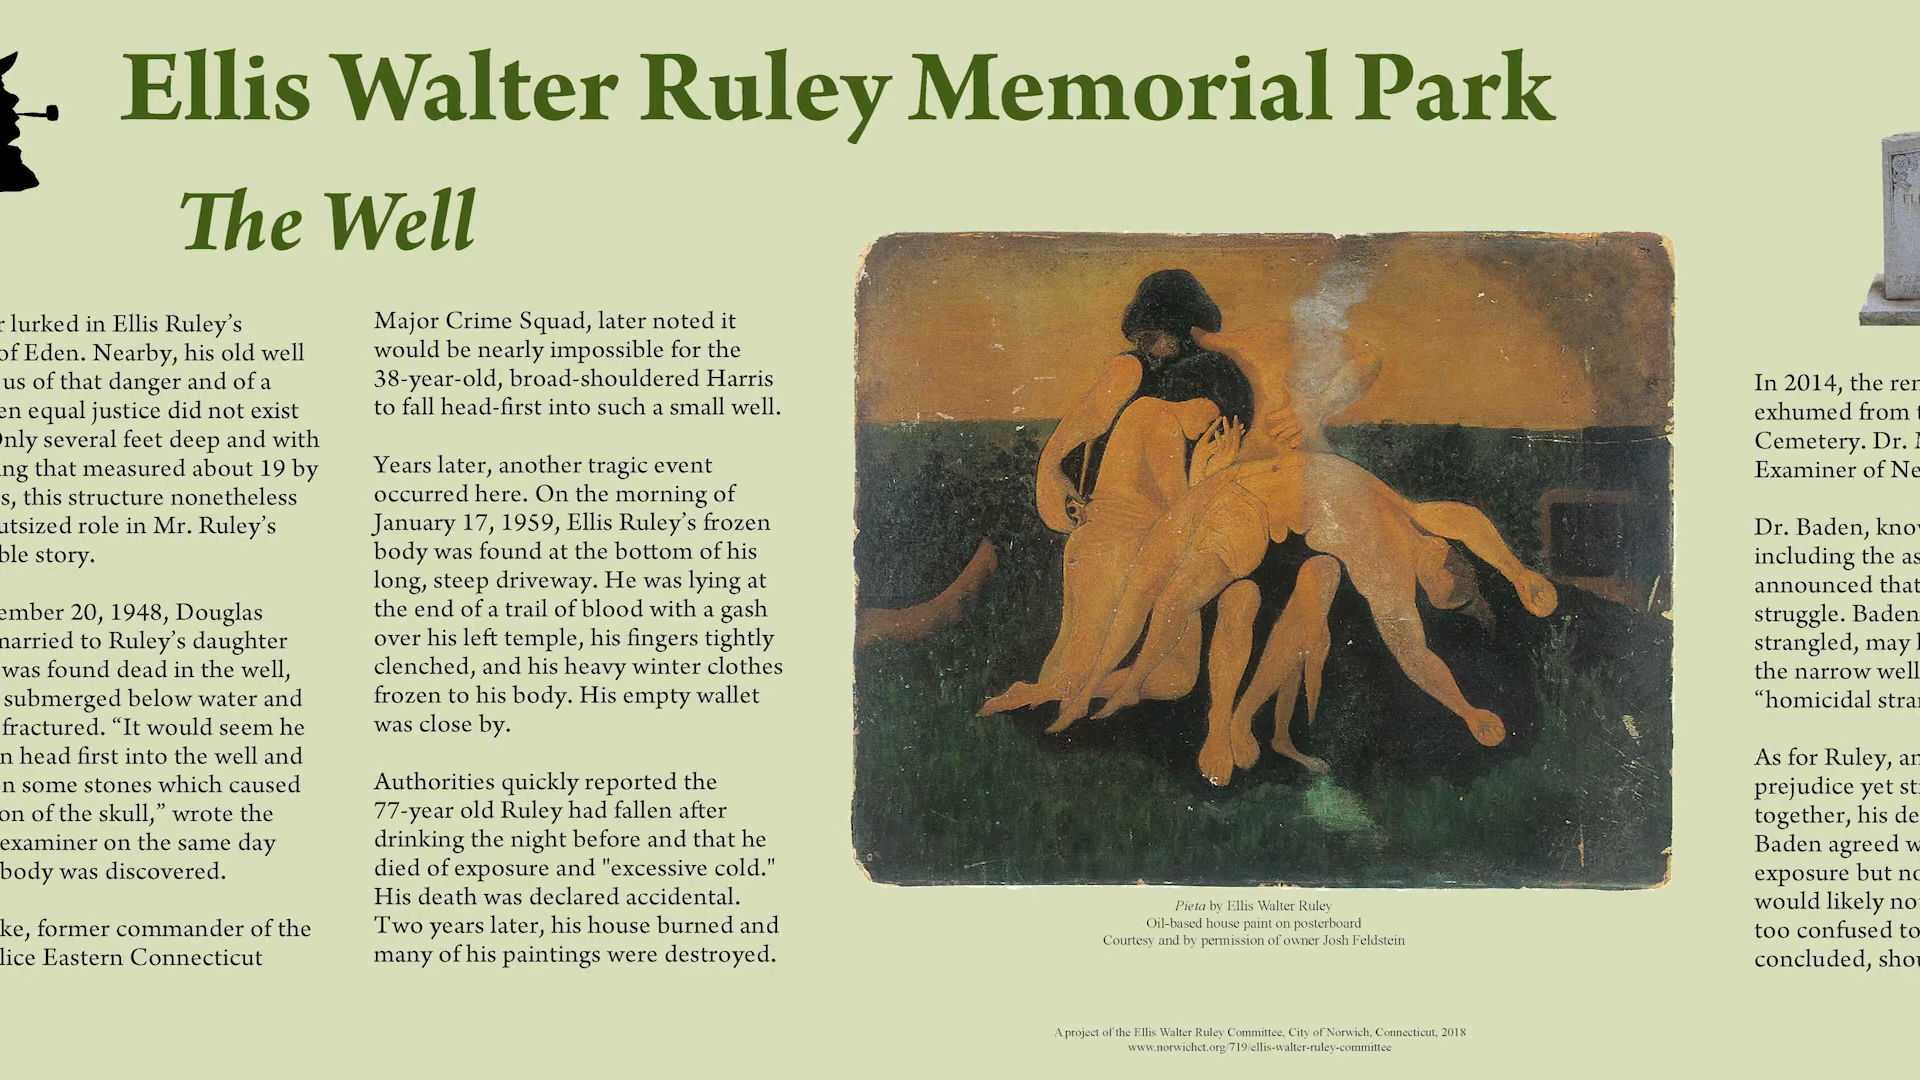 Ellis Walter Ruley Memorial Park
The Well
r lurked in Ellis Ruley's
of Eden. Nearby, his old well
us of that danger and of a
en equal justice did not exist
Only several feet deep and with
ing that measured about 19 by
s, this structure nonetheless
utsized role in Mr. Ruley's
ble story.
ember 20, 1948, Douglas
married to Ruley's daughter
was found dead in the well,
submerged below water and
fractured. “It would seem he
n head first into the well and
on some stones which caused
on of the skull,” wrote the
examiner on the same day
body was discovered.
ke, former commander of the
lice Eastern Connecticut
Major Crime Squad, later noted it
would be nearly impossible for the
38-year-old, broad-shouldered Harris
to fall head-first into such a small well.
Years later, another tragic event
occurred here. On the morning of
January 17, 1959, Ellis Ruley's frozen
body was found at the bottom of his
long, steep driveway. He was lying at
the end of a trail of blood with a gash
over his left temple, his fingers tightly
clenched, and his heavy winter clothes
frozen to his body. His empty wallet
was close by.
Authorities quickly reported the
77-year old Ruley had fallen after
drinking the night before and that he
died of exposure and "excessive cold."
His death was declared accidental.
Two years later, his house burned and
many of his paintings were destroyed.
Pieta by Ellis Walter Ruley
Oil-based house paint on posterboard
Courtesy and by permission of owner Josh Feldstein
In 2014, the rer
exhumed from t
Cemetery. Dr. M
Examiner of Ne
Dr. Baden, know
including the as
announced that
struggle. Baden
strangled, may h
the narrow well
“homicidal stran
As for Ruley, an
prejudice yet st
together, his de
Baden agreed w
exposure but no
would likely no
too confused to
concluded, shou
A project of the Ellis Walter Ruley Committee, City of Norwich, Connecticut, 2018
www.norwichct.org/719/ellis-walter-ruley-committee